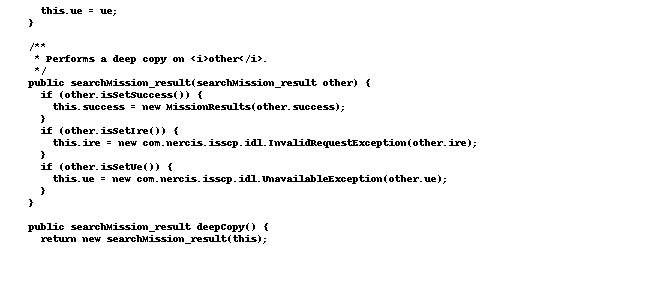 this.ue = ue;
  }

  /**
   * Performs a deep copy on <i>other</i>.
   */
  public searchMission_result(searchMission_result other) {
    if (other.isSetSuccess()) {
      this.success = new MissionResults(other.success);
    }
    if (other.isSetIre()) {
      this.ire = new com.nercis.isscp.idl.InvalidRequestException(other.ire);
    }
    if (other.isSetUe()) {
      this.ue = new com.nercis.isscp.idl.UnavailableException(other.ue);
    }
  }

  public searchMission_result deepCopy() {
    return new searchMission_result(this);